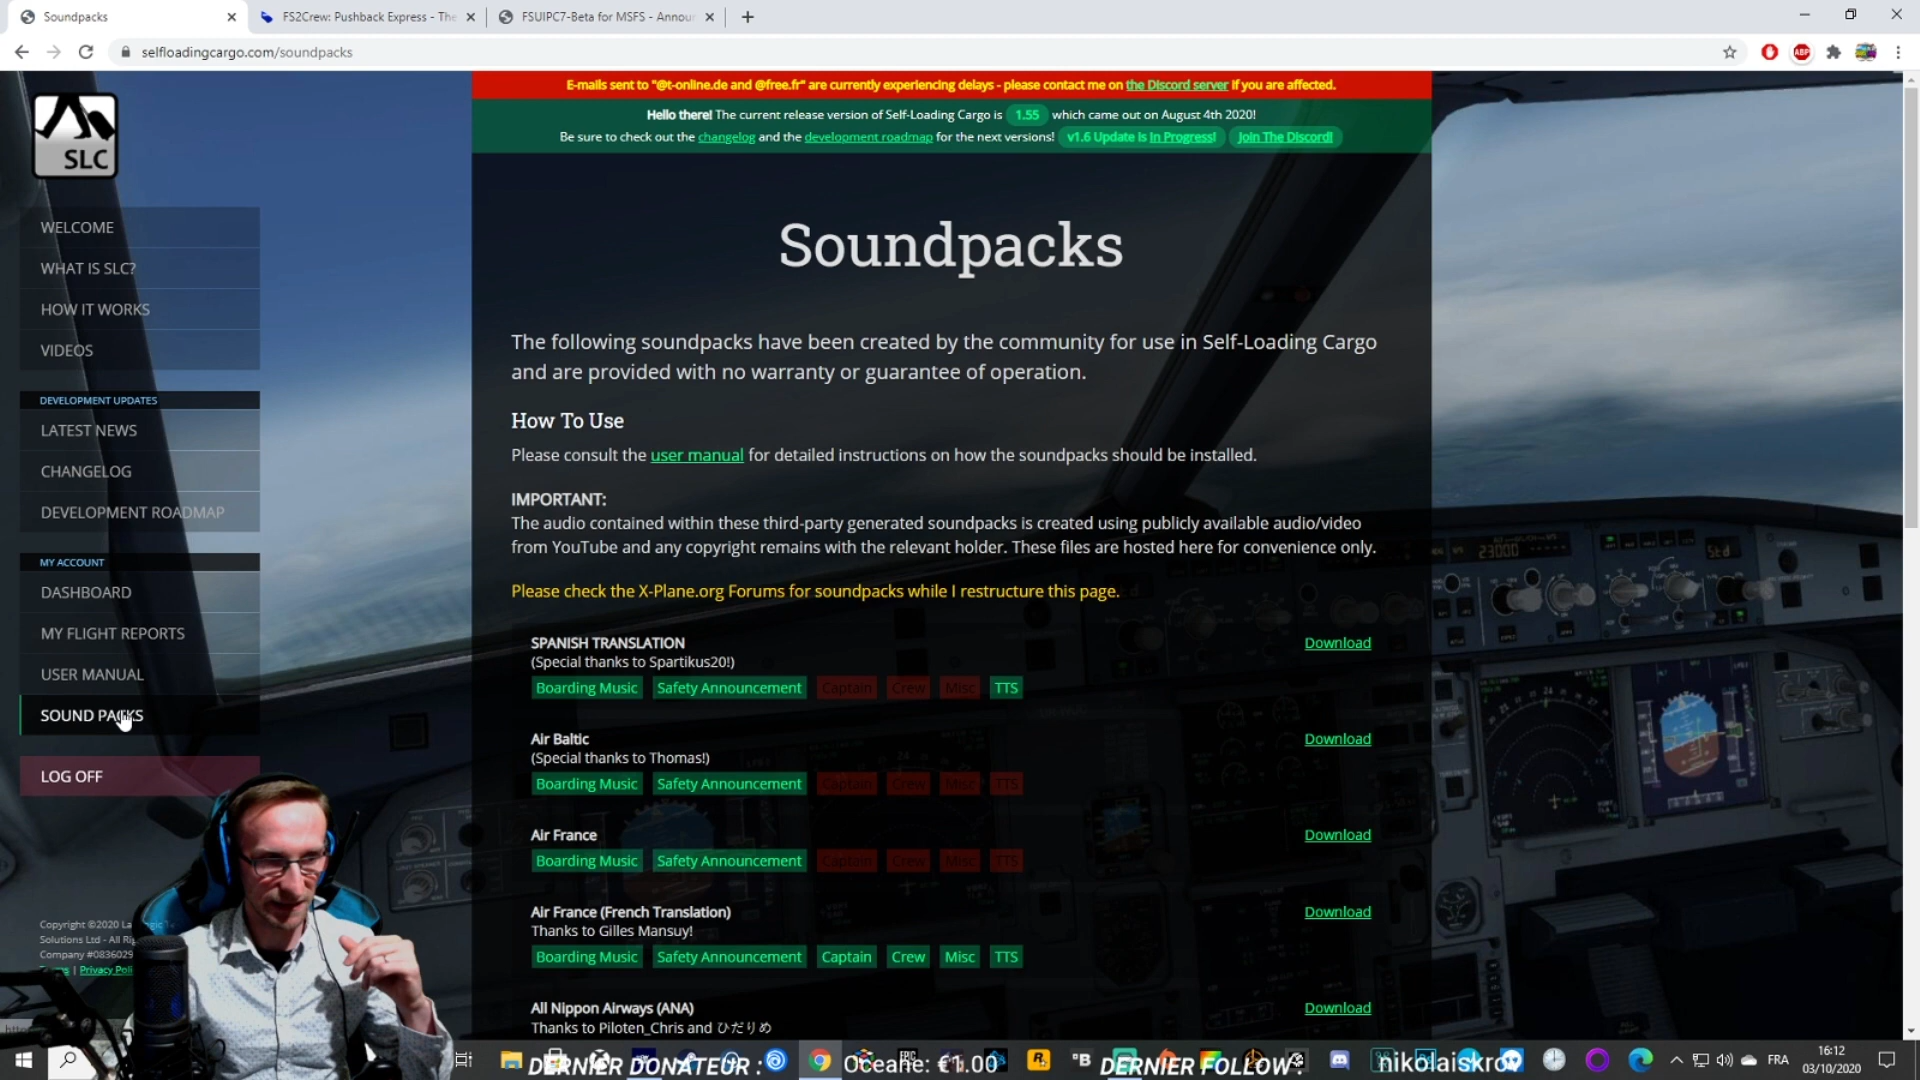 Soundpacks
FS2Crew: Pushback Express - The
FSUIPC7-Beta for MSFS - Announ
selfloadingcargo.com/soundpacks
E-mails sent to "@t-online.de and @free.fr" are currently experiencing delays - please contact me on the Discord server if you are affected.
Hello there! The current release version of Self-Loading Cargo is 1.55 which came out on August 4th 2020!
Be sure to check out the changelog and the development roadmap for the next versions! v1.6 Update Is In Progress! Join The Discord!
SLC
WELCOME
WHAT IS SLC?
HOW IT WORKS
VIDEOS
DEVELOPMENT UPDATES
LATEST NEWS
CHANGELOG
DEVELOPMENT ROADMAP
MY ACCOUNT
DASHBOARD
MY FLIGHT REPORTS
USER MANUAL
SOUND PACKS
LOG OFF
Copyright ©2020
Solutions Ltd - All
Company #0836029
| Privacy
Soundpacks
The following soundpacks have been created by the community for use in Self-Loading Cargo
and are provided with no warranty or guarantee of operation.
How To Use
Please consult the user manual for detailed instructions on how the soundpacks should be installed.
IMPORTANT:
The audio contained within these third-party generated soundpacks is created using publicly available audio/video
from YouTube and any copyright remains with the relevant holder. These files are hosted here for convenience only.
Please check the X-Plane.org Forums for soundpacks while I restructure this page.
SPANISH TRANSLATION Download
(Special thanks to Spartikus20!)
Boarding Music Safety Announcement Captain Crew Misc TTS
Air Baltic Download
(Special thanks to Thomas!)
Boarding Music Safety Announcement Captain Crew Misc TTS
Air France Download
Boarding Music Safety Announcement Captain Crew Misc TTS
Air France (French Translation) Download
Thanks to Gilles Mansuy!
Boarding Music Safety Announcement Captain Crew Misc TTS
All Nippon Airways (ANA) Download
Thanks to Piloten_Chris and ひだりめ
DERNIER DONATEUR : Oceane: €1.00 DERNIER FOLLOW : nikolaiskrov
FRA
16:12
03/10/2020